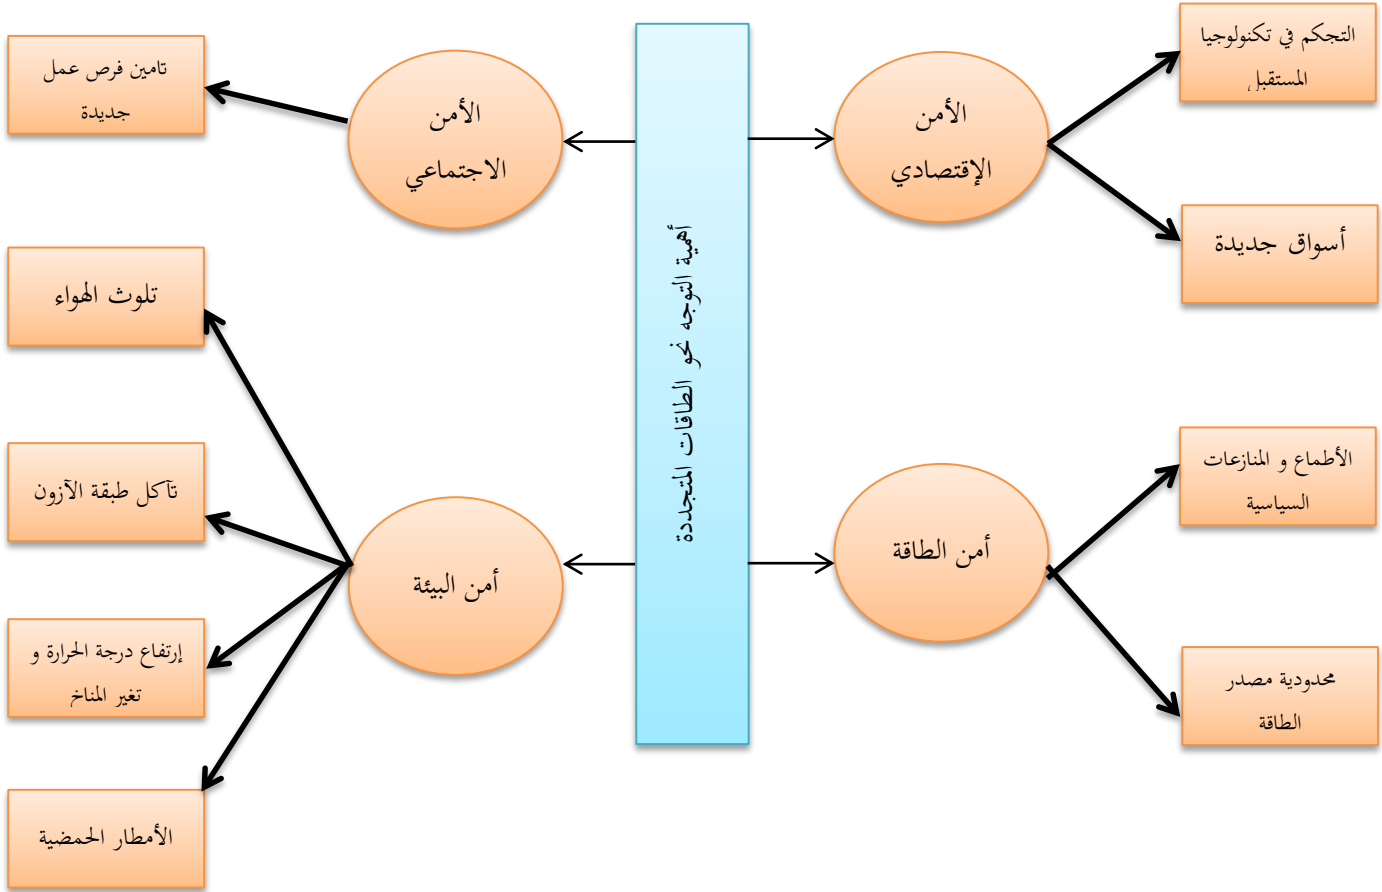 أهمية التوجه نحو الطاقات المتجددة
الأمن
الإقتصادي
التجكم في تكنولوجيا
المستقبل
أسواق جديدة
أمن الطاقة
الأطماع و المنازعات
السياسية
محدودية مصدر
الطاقة
الأمن
الاجتماعي
تامين فرص عمل
جديدة
أمن البيئة
تلوث الهواء
تآكل طبقة الآزون
إرتفاع درجة الحرارة و
تغير المناخ
الأمطار الحمضية